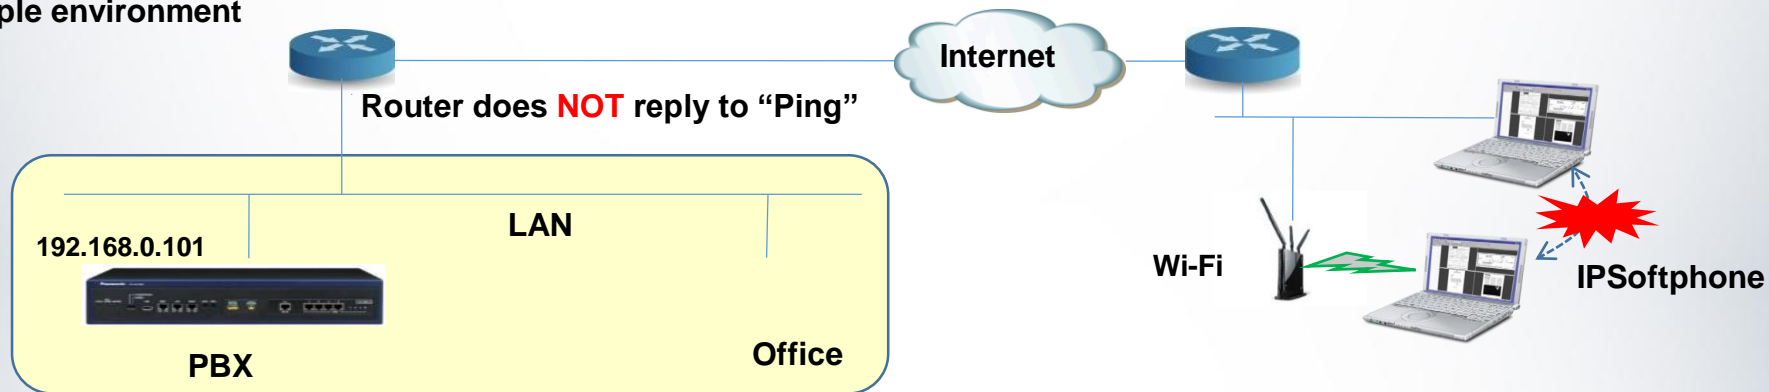 ple environment
Internet
Router does NOT reply to “Ping”
LAN
192.168.0.101
Wi-Fi
IPSoftphone
PBX
Office